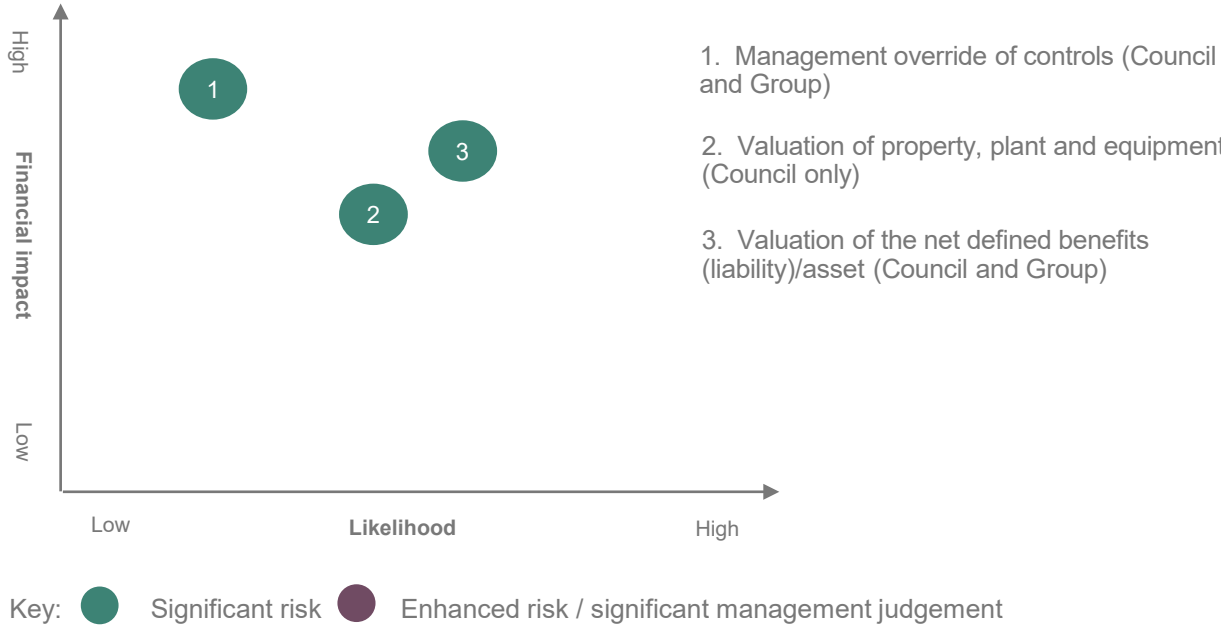 High
1
3
2
Financial impact
Low
Low
Likelihood
High
1. Management override of controls (Council
and Group)
2. Valuation of property, plant and equipment
(Council only)
3. Valuation of the net defined benefits
(liability)/asset (Council and Group)
Key: Significant risk Enhanced risk / significant management judgement